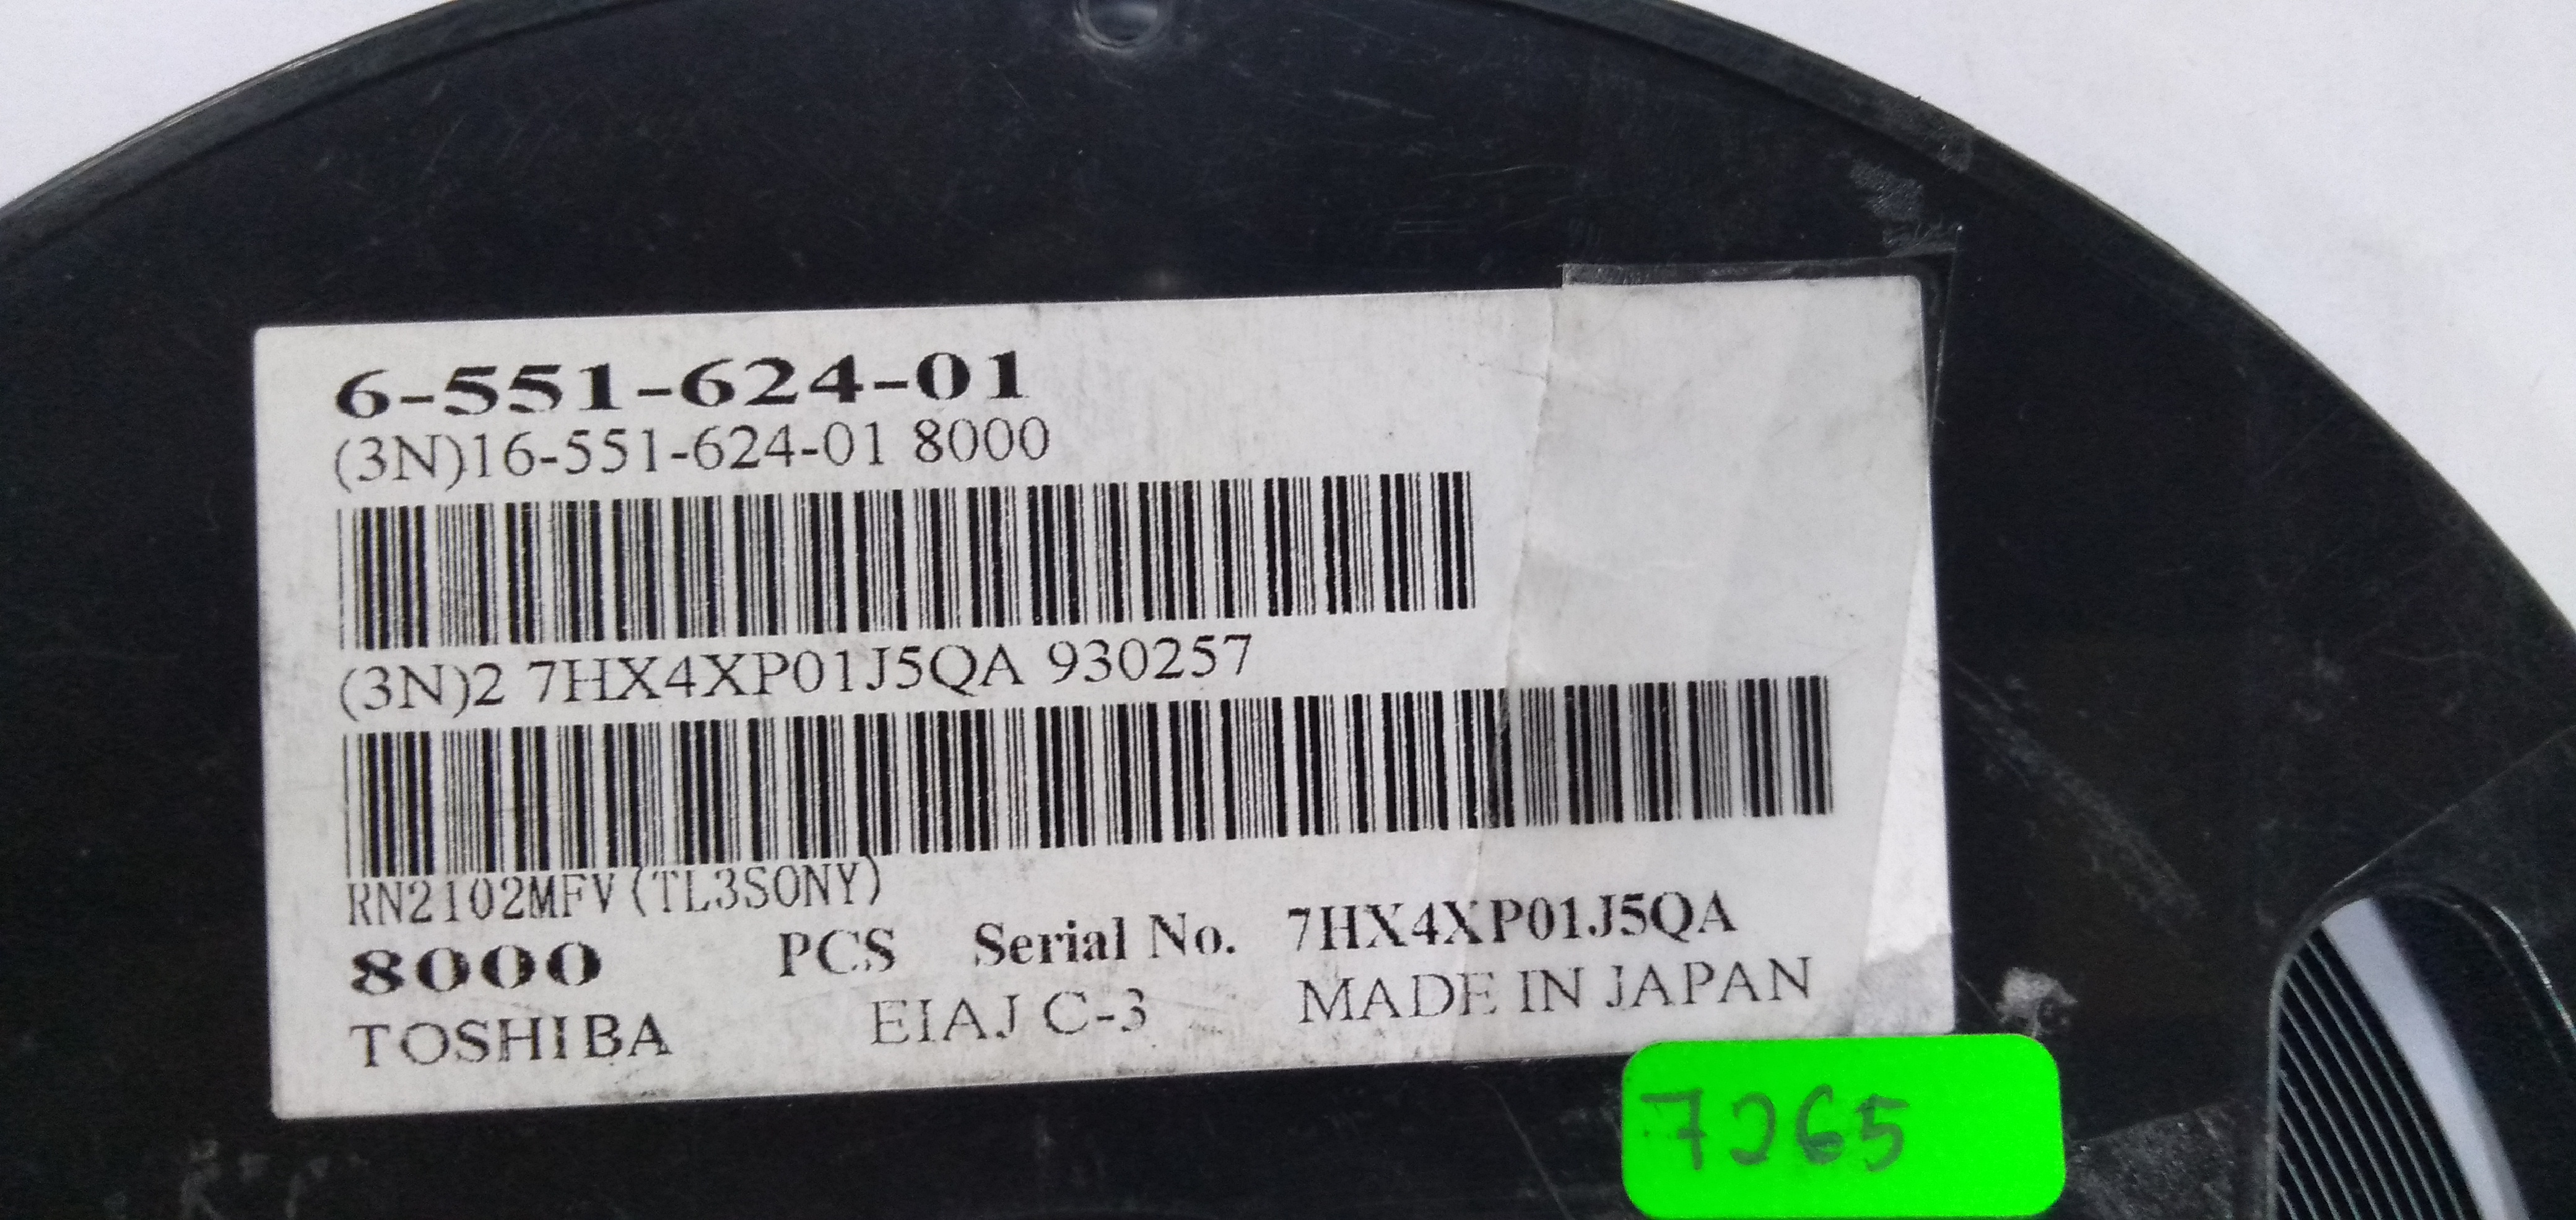 6-551-624-01
(3N)16-551-624-01 8000
(3N)2 7HX4XP01J5QA 930257
RN2102MFV(TL3SONY)
8000 PCS Serial No. 7HX4XP01J5QA
TOSHIBA EIAJ C-3 MADE IN JAPAN
7265